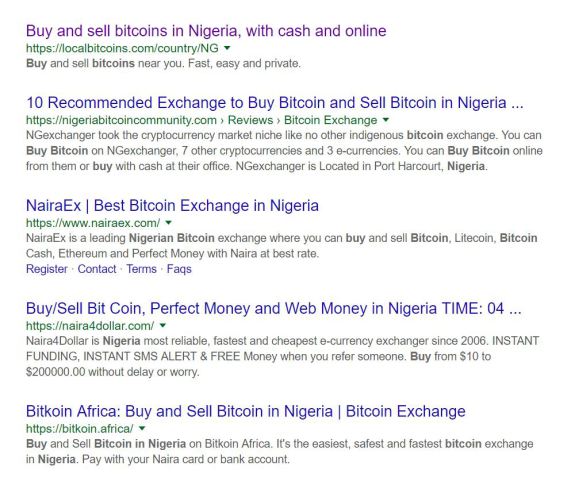 Buy and sell bitcoins in Nigeria, with cash and online
https://localbitcoins.com/country/NG
Buy and sell bitcoins near you. Fast, easy and private.
10 Recommended Exchange to Buy Bitcoin and Sell Bitcoin in Nigeria ...
https://nigeriabitcoincommunity.com › Reviews › Bitcoin Exchange
NGexchanger took the cryptocurrency market niche like no other indigenous bitcoin exchange. You can
Buy Bitcoin on NGexchanger, 7 other cryptocurrencies and 3 e-currencies. You can Buy Bitcoin online
from them or buy with cash at their office. NGexchanger is Located in Port Harcourt, Nigeria.
NairaEx | Best Bitcoin Exchange in Nigeria
https://www.nairaex.com/
NairaEx is a leading Nigerian Bitcoin exchange where you can buy and sell Bitcoin, Litecoin, Bitcoin
Cash, Ethereum and Perfect Money with Naira at best rate.
Register · Contact · Terms · Faqs
Buy/Sell Bit Coin, Perfect Money and Web Money in Nigeria TIME: 04 ...
https://naira4dollar.com/
Naira4Dollar is Nigeria most reliable, fastest and cheapest e-currency exchanger since 2006. INSTANT
FUNDING, INSTANT SMS ALERT & FREE Money when you refer someone. Buy from $10 to
$200000.00 without delay or worry.
Bitkoin Africa: Buy and Sell Bitcoin in Nigeria | Bitcoin Exchange
https://bitkoin.africa/
Buy and Sell Bitcoin in Nigeria on Bitkoin Africa. It's the easiest, safest and fastest bitcoin exchange
in Nigeria. Pay with your Naira card or bank account.